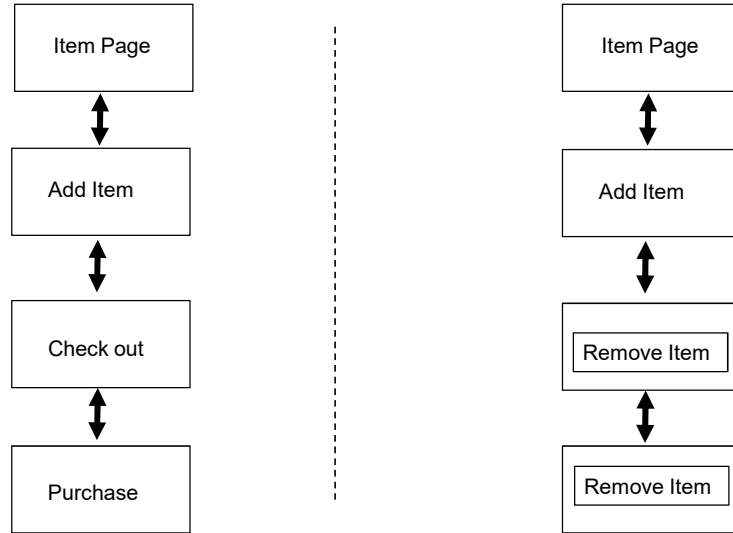 Item Page
Add Item
Check out
Purchase
Item Page
Add Item
Remove Item
Remove Item